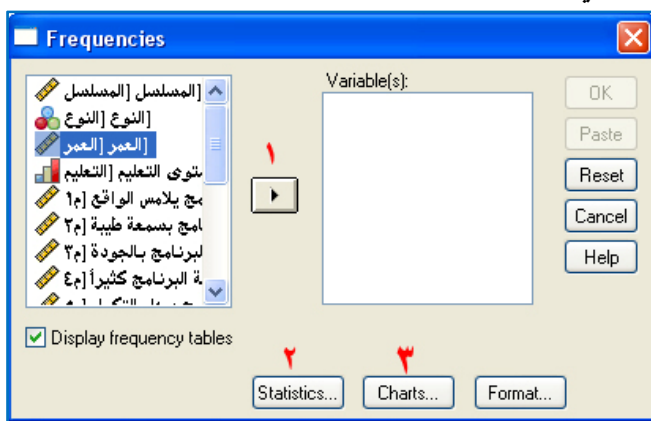 Frequencies
Variable(s):
[المسلسل [المسلسل
[النوع [النوع
[العمر [العمر
توى التعليم [التعليم
مج يلامس الواقع [م١
امج بسمعة طيبة [م٢
لبرنامج بالجودة [م٣
ة البرنامج كثيراً [م٤
OK
Paste
Reset
Cancel
Help
١
Display frequency tables
٢
٣
Statistics...
Charts...
Format...